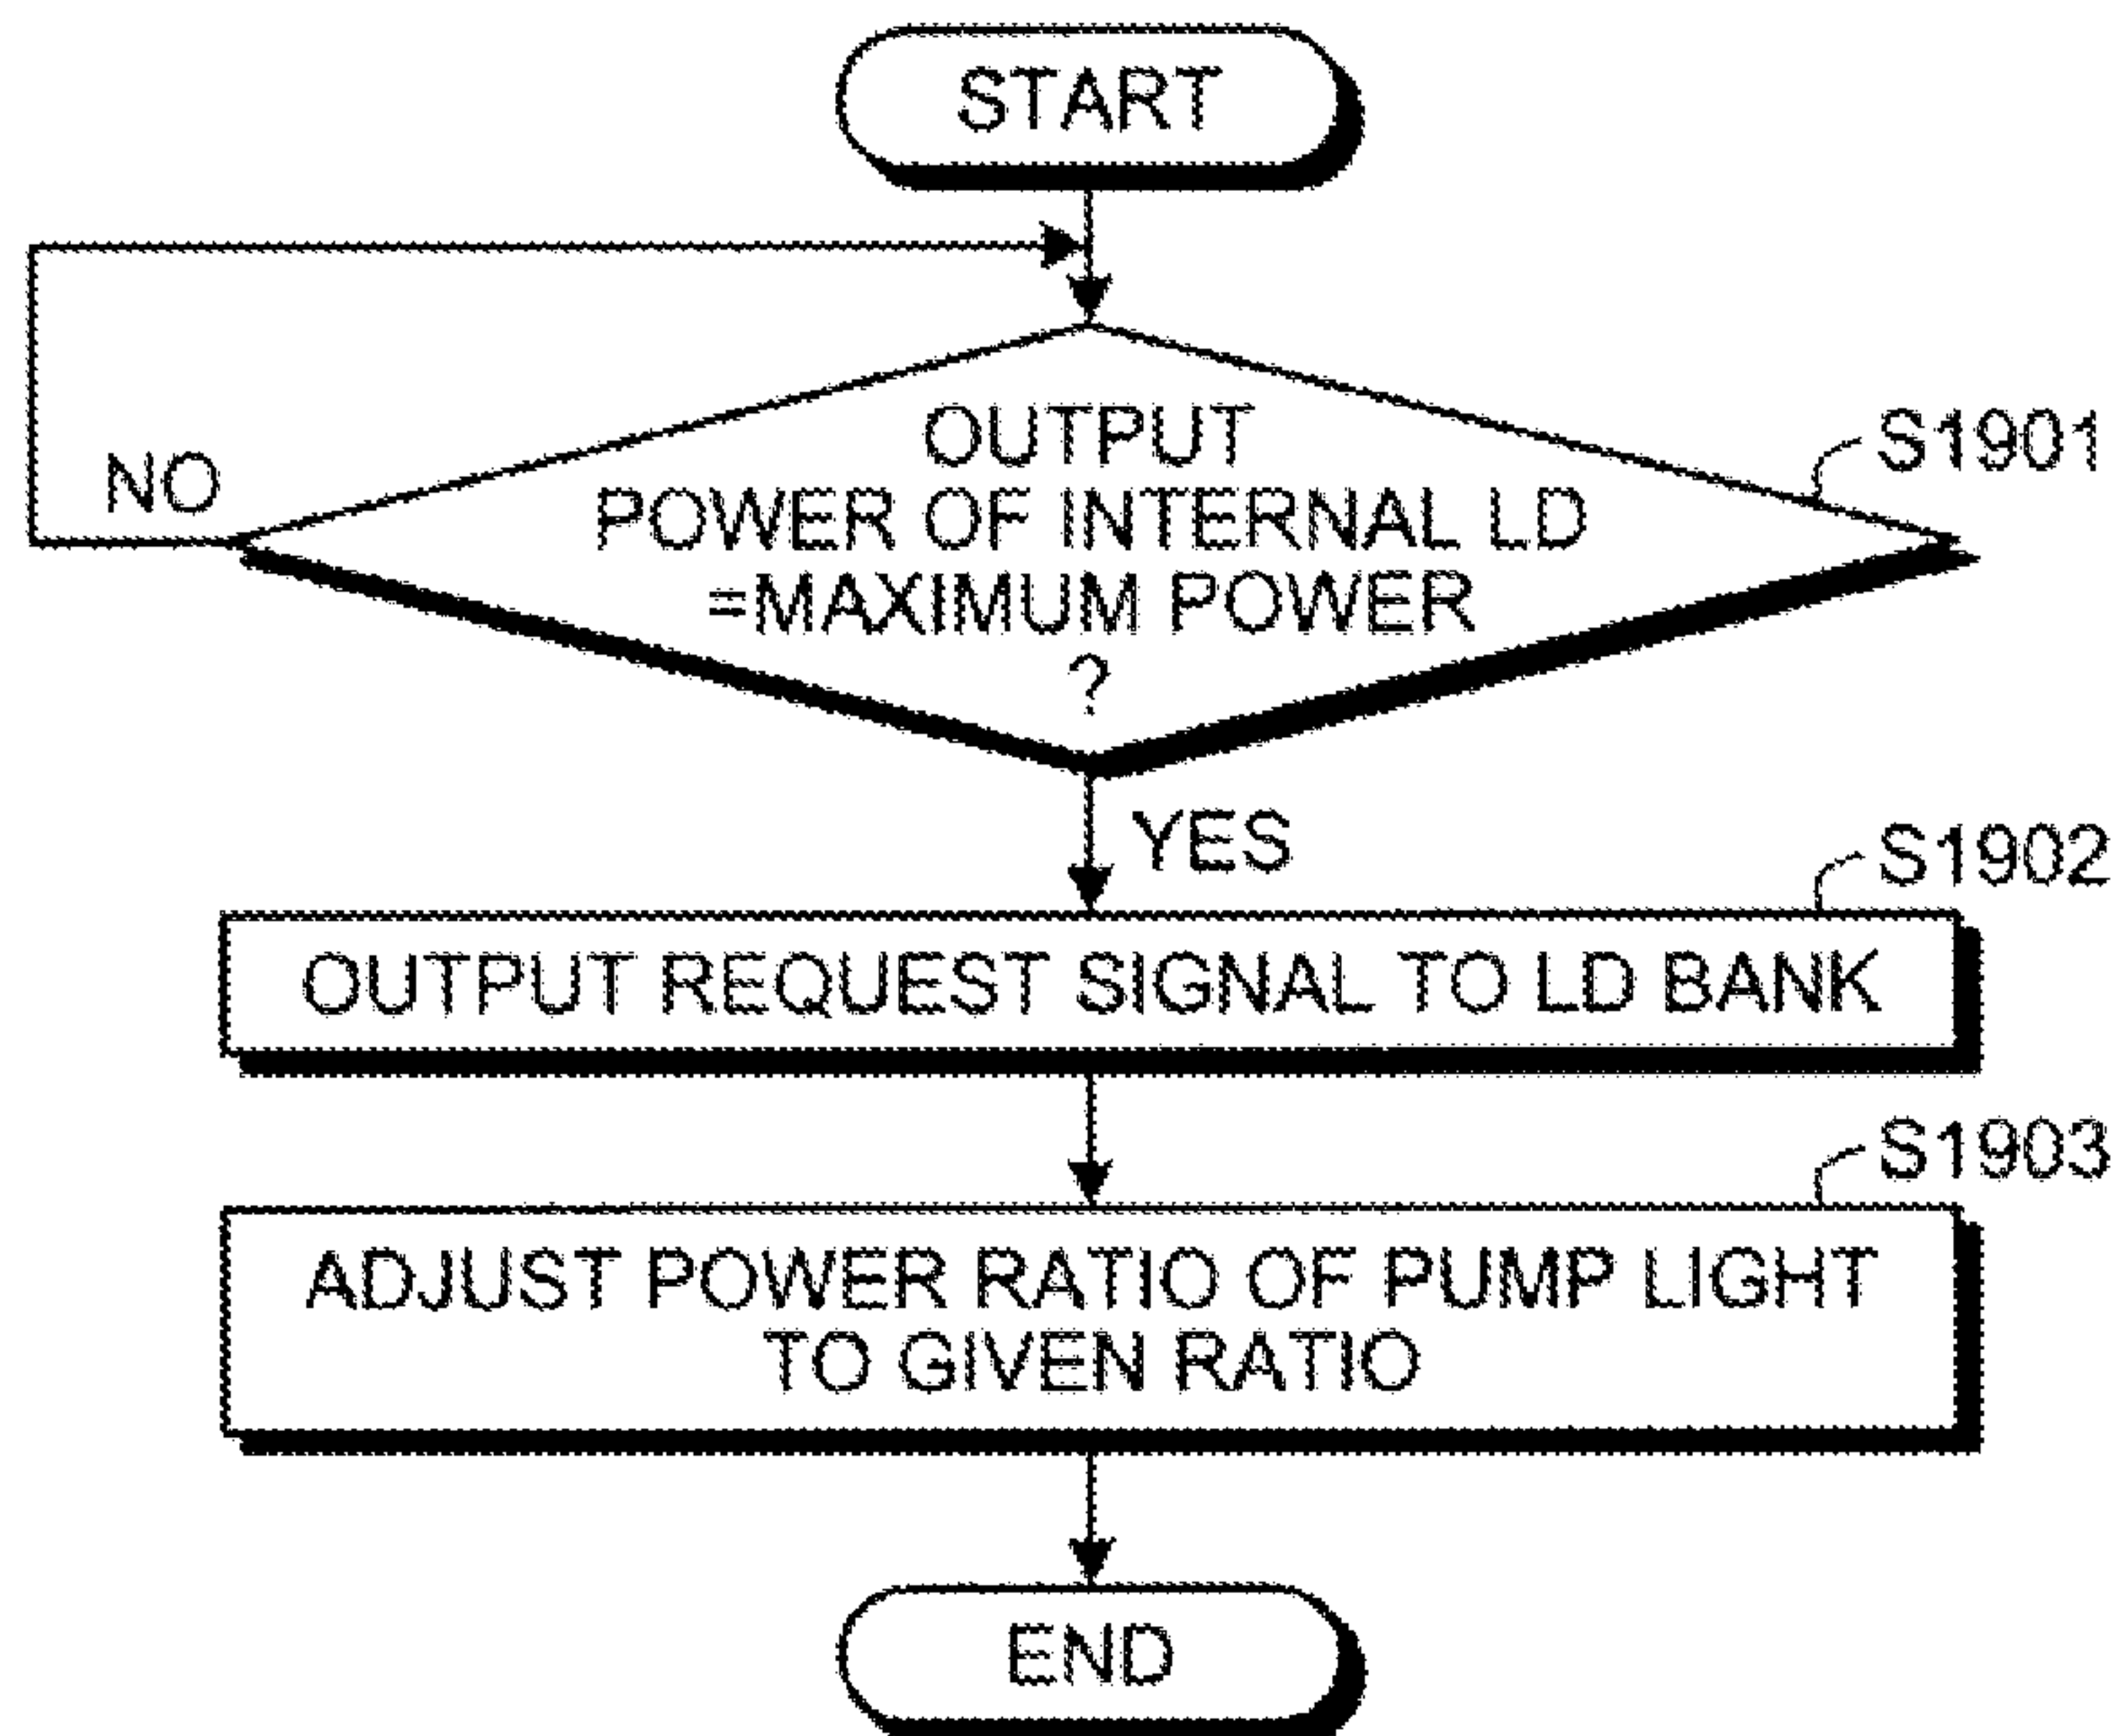 START
OUTPUT
POWER OF INTERNAL LD
=MAXIMUM POWER
?
S1901
NO
YES
S1902
OUTPUT REQUEST SIGNAL TO LD BANK
S1903
ADJUST POWER RATIO OF PUMP LIGHT
TO GIVEN RATIO
END